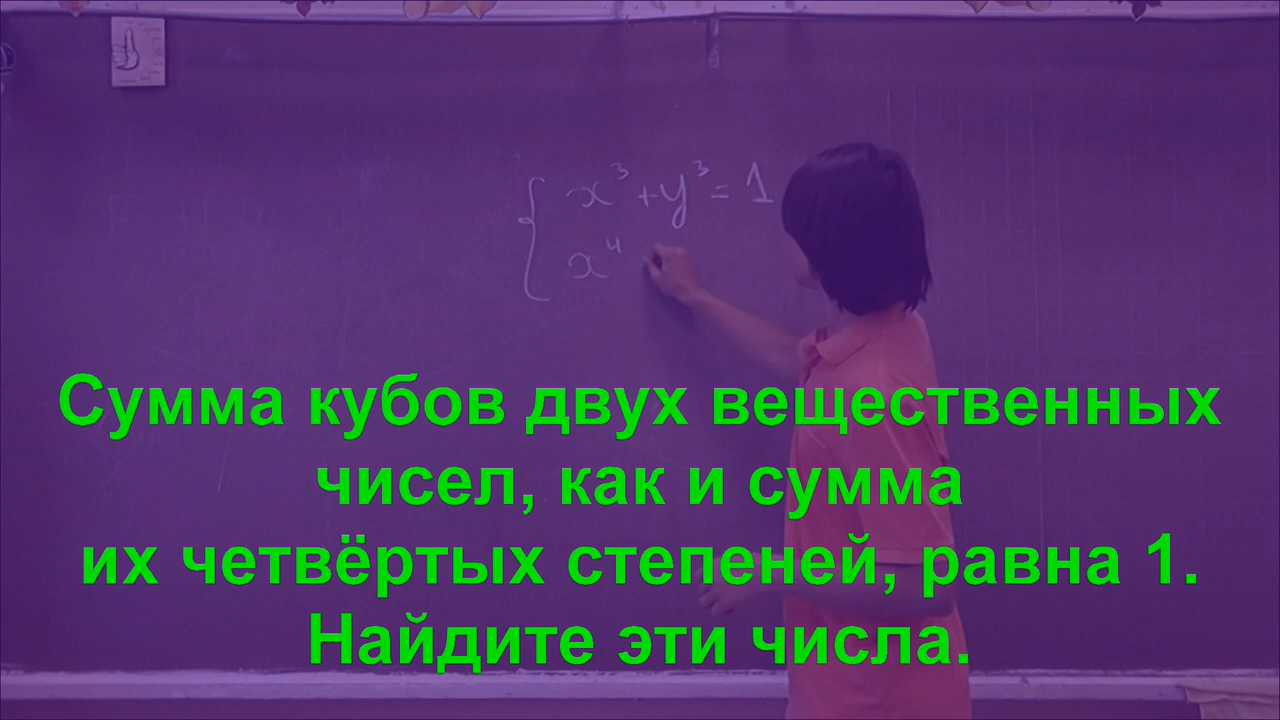 x³+y³=1
x⁴
Сумма кубов двух вещественных
чисел, как и сумма
их четвёртых степеней, равна 1.
Найдите эти числа.